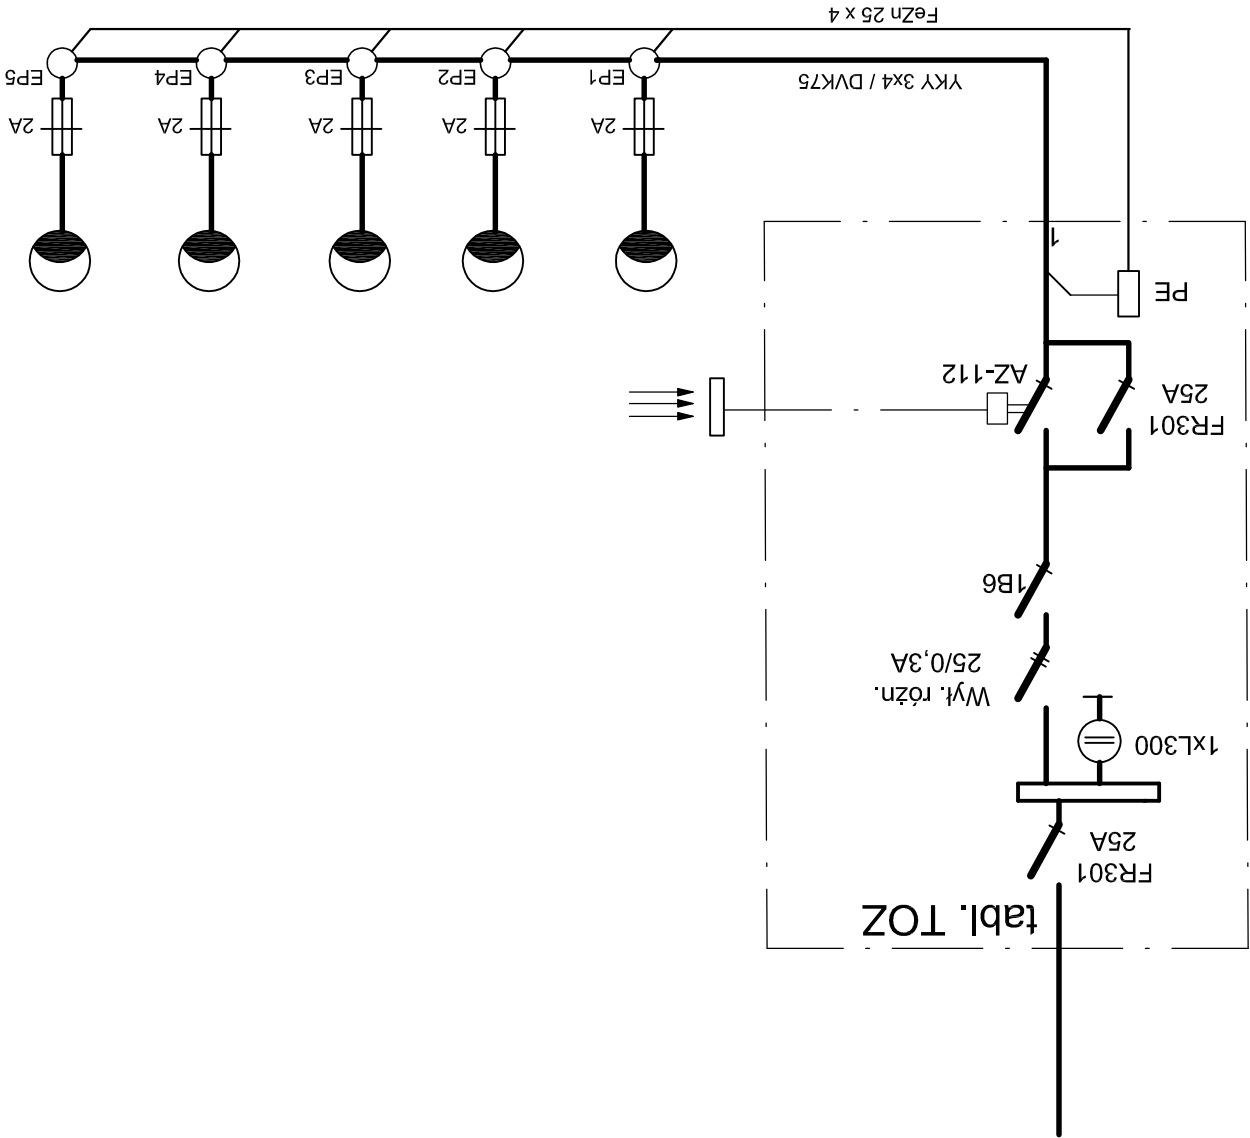 tabl. TOZ
FR301
25A
1xL300
Wył. różn.
25/0,3A
1B6
FR301
25A
AZ-112
PE
1
2A
2A
2A
2A
2A
EP1
EP2
EP3
EP4
EP5
YKY 3x4 / DVK75
FeZn 25 x 4